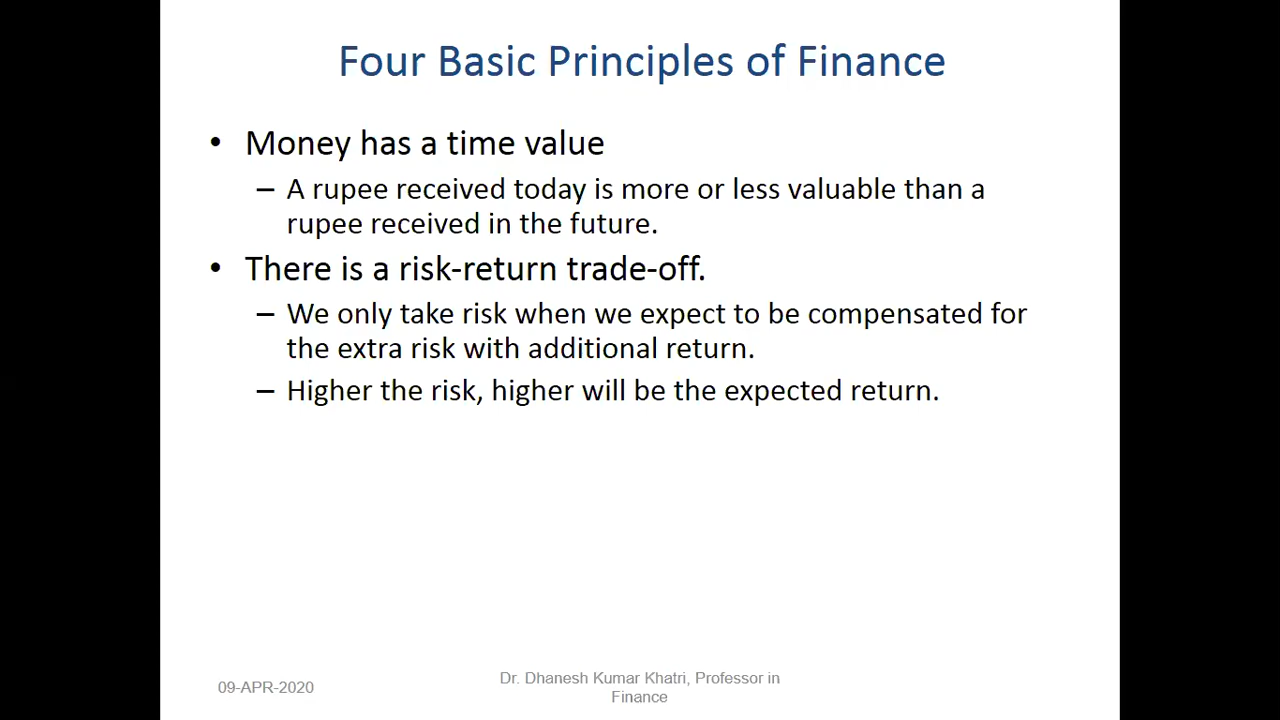 Four Basic Principles of Finance
• Money has a time value
– A rupee received today is more or less valuable than a
rupee received in the future.
• There is a risk-return trade-off.
– We only take risk when we expect to be compensated for
the extra risk with additional return.
– Higher the risk, higher will be the expected return.
09-APR-2020
Dr. Dhanesh Kumar Khatri, Professor in
Finance